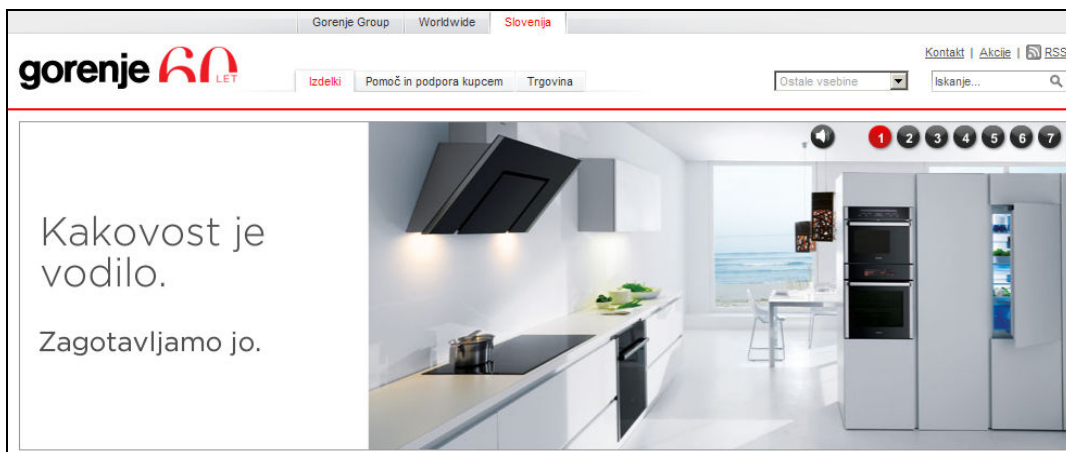 Gorenje Group Worldwide Slovenija
Kontakt | Akcije | RSS
gorenje 60 LET
Izdelki Pomoč in podpora kupcem Trgovina
Ostale vsebine
Iskanje...
1 2 3 4 5 6 7
Kakovost je
vodilo.
Zagotavljamo jo.